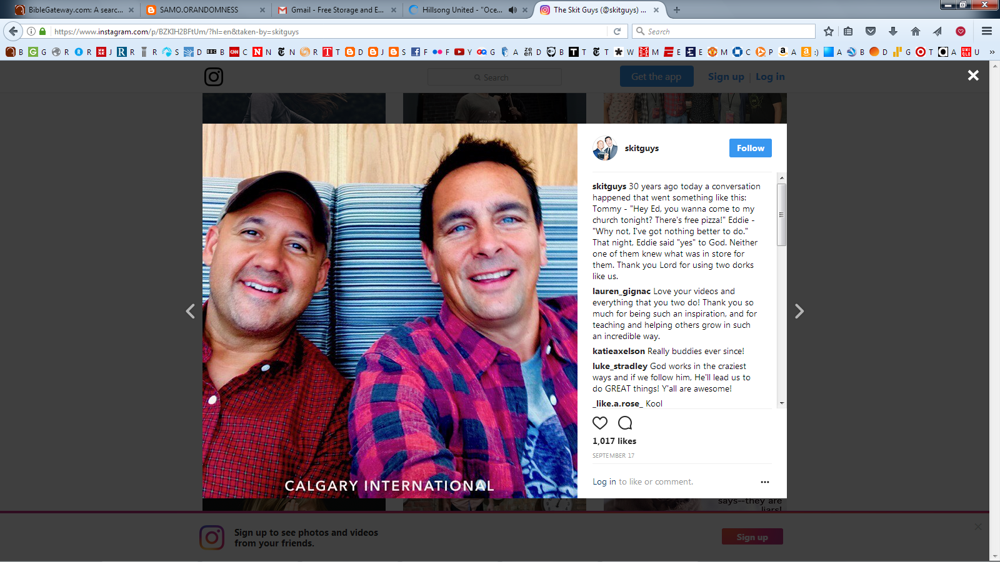 BibleGateway.com: A searc...
SAMO.ORANDOMNESS
Gmail - Free Storage and E...
Hillsong United - "Oce...
The Skit Guys (@skitguys) ...
https://www.instagram.com/p/BZKIH2BFtUm/?hl=en&taken-by=skitguys
Search
B G R R J R R S D BBC B CNN C N N N R T D J S F F Y G A D B T T W M E E M C P A :) A B D G T A UNI QLO U »
Search
Get the app
Sign up | Log in
skitguys
Follow
skitguys 30 years ago today a conversation
happened that went something like this:
Tommy - "Hey Ed, you wanna come to my
church tonight? There's free pizza!" Eddie -
"Why not, I've got nothing better to do."
That night, Eddie said "yes" to God. Neither
one of them knew what was in store for
them. Thank you Lord for using two dorks
like us.
lauren_gignac Love your videos and
everything that you two do! Thank you so
much for being such an inspiration, and for
teaching and helping others grow in such
an incredible way.
katieaxelson Really buddies ever since!
luke_stradley God works in the craziest
ways and if we follow him, He'll lead us to
do GREAT things! Y'all are awesome!
_like.a.rose_ Kool
1,017 likes
SEPTEMBER 17
Log in to like or comment.
CALGARY INTERNATIONAL
says--they are
liars!
Sign up to see photos and videos
from your friends.
Sign up